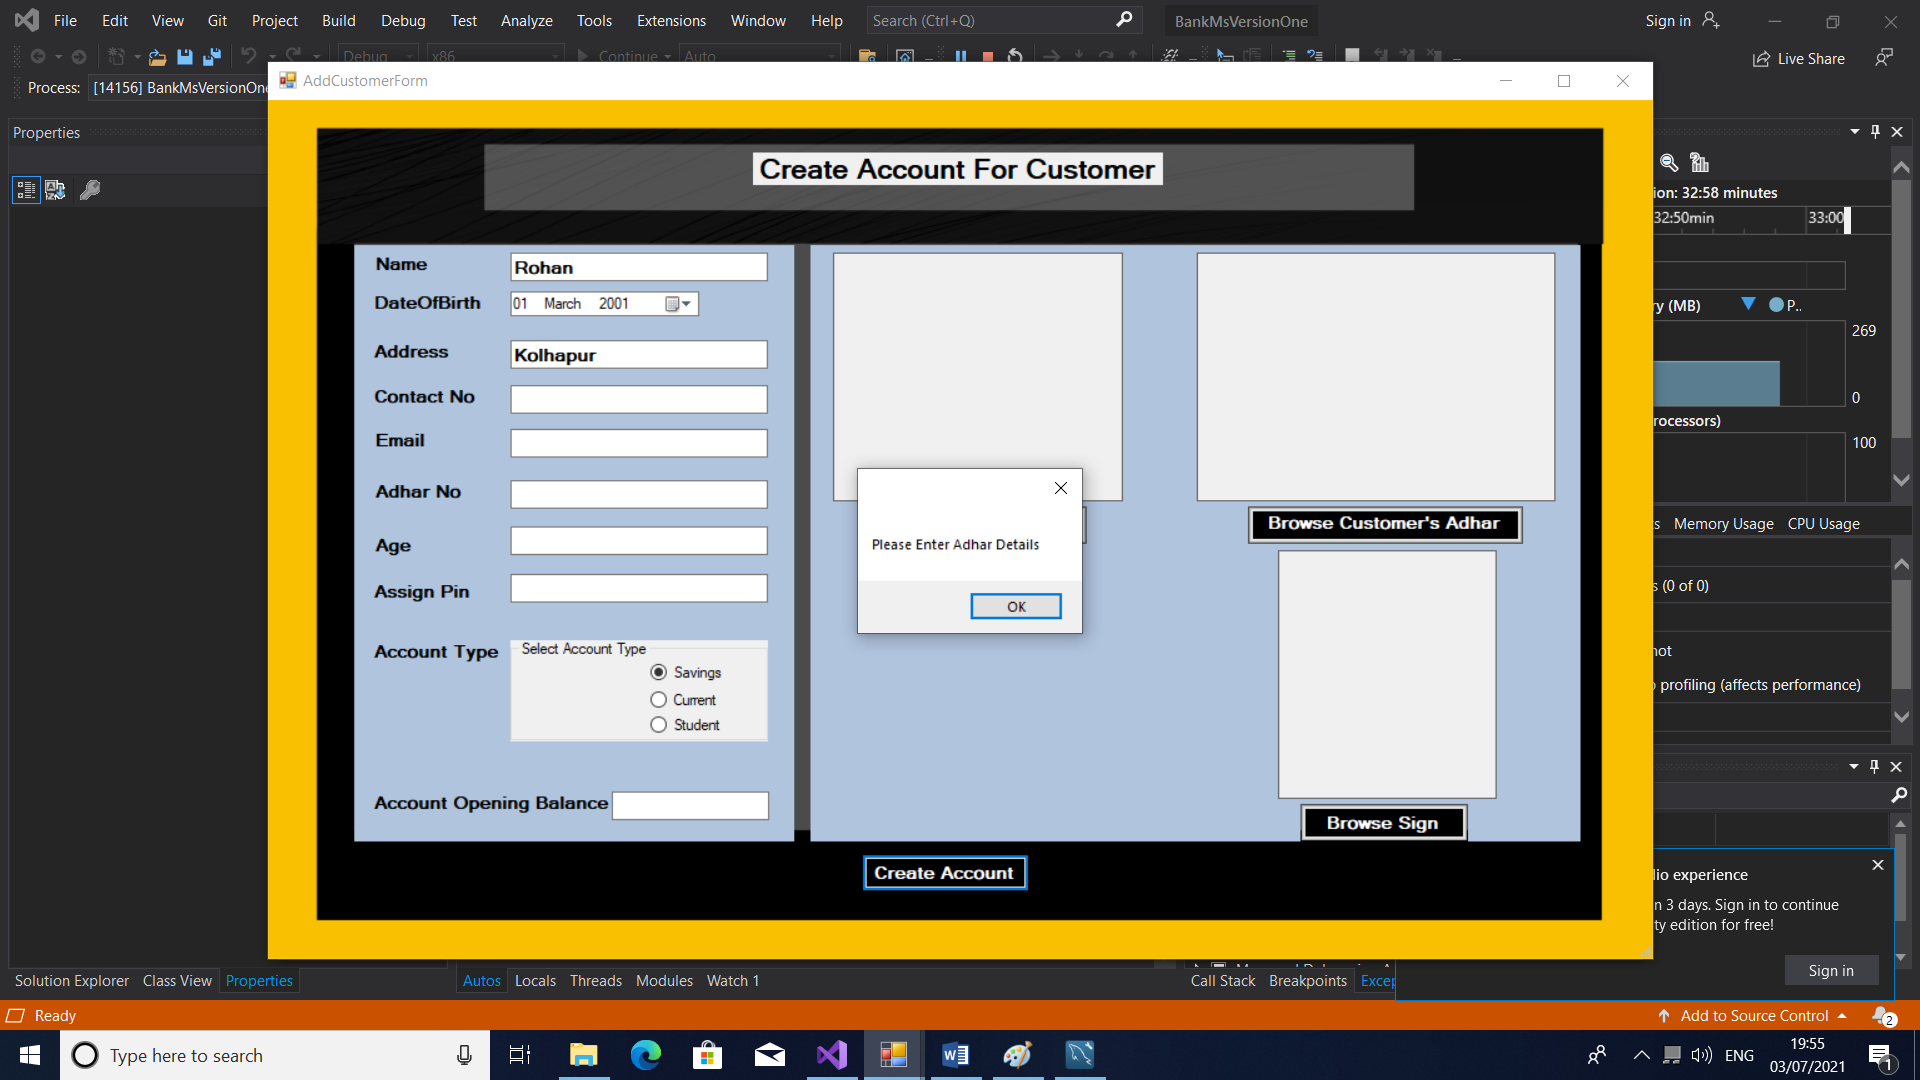 File Edit View Git Project Build Debug Test Analyze Tools Extensions Window Help Search (Ctrl+Q) BankMsVersionOne Sign in
Debug x86 Continue Auto Live Share
Process: [14156] BankMsVersionOne
AddCustomerForm
Properties
Create Account For Customer
ion: 32:58 minutes
32:50min 33:00
Name Rohan
DateOfBirth 01 March 2001
ry (MB) P..
269
Address Kolhapur
0
Contact No
rocessors)
Email
100
Adhar No
Browse Customer's Adhar
s Memory Usage CPU Usage
Age
Please Enter Adhar Details
s (0 of 0)
Assign Pin
OK
Account Type Select Account Type
Savings
Current
Student
not
profiling (affects performance)
Account Opening Balance
Browse Sign
Create Account
io experience
n 3 days. Sign in to continue
ty edition for free!
Sign in
Solution Explorer Class View Properties Autos Locals Threads Modules Watch 1 Call Stack Breakpoints Excep
Ready Add to Source Control 2
Type here to search ENG 19:55
03/07/2021 1